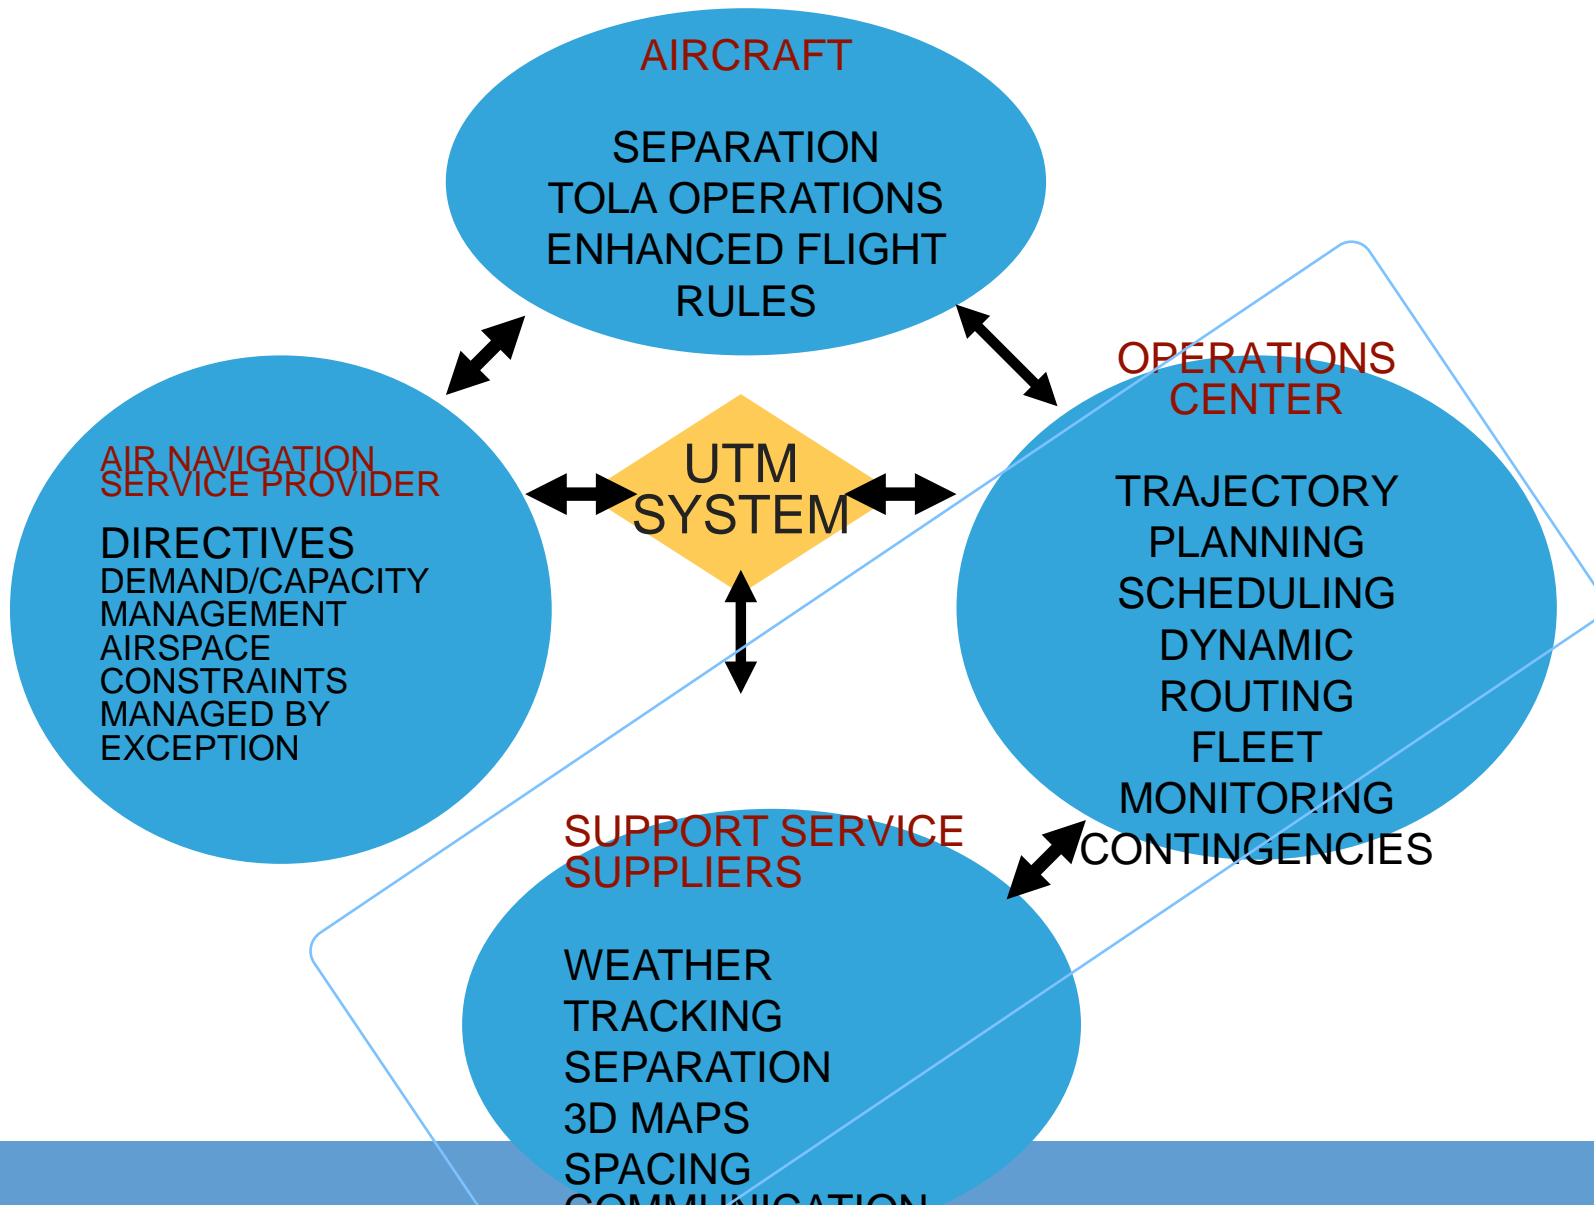 AIRCRAFT
SEPARATION
TOLA OPERATIONS
ENHANCED FLIGHT
RULES
OPERATIONS
CENTER
TRAJECTORY
PLANNING
SCHEDULING
DYNAMIC
ROUTING
FLEET
MONITORING
CONTINGENCIES
UTM
SYSTEM
AIR NAVIGATION
SERVICE PROVIDER
DIRECTIVES
DEMAND/CAPACITY
MANAGEMENT
AIRSPACE
CONSTRAINTS
MANAGED BY
EXCEPTION
SUPPORT SERVICE
SUPPLIERS
WEATHER
TRACKING
SEPARATION
3D MAPS
SPACING
COMMUNICATION